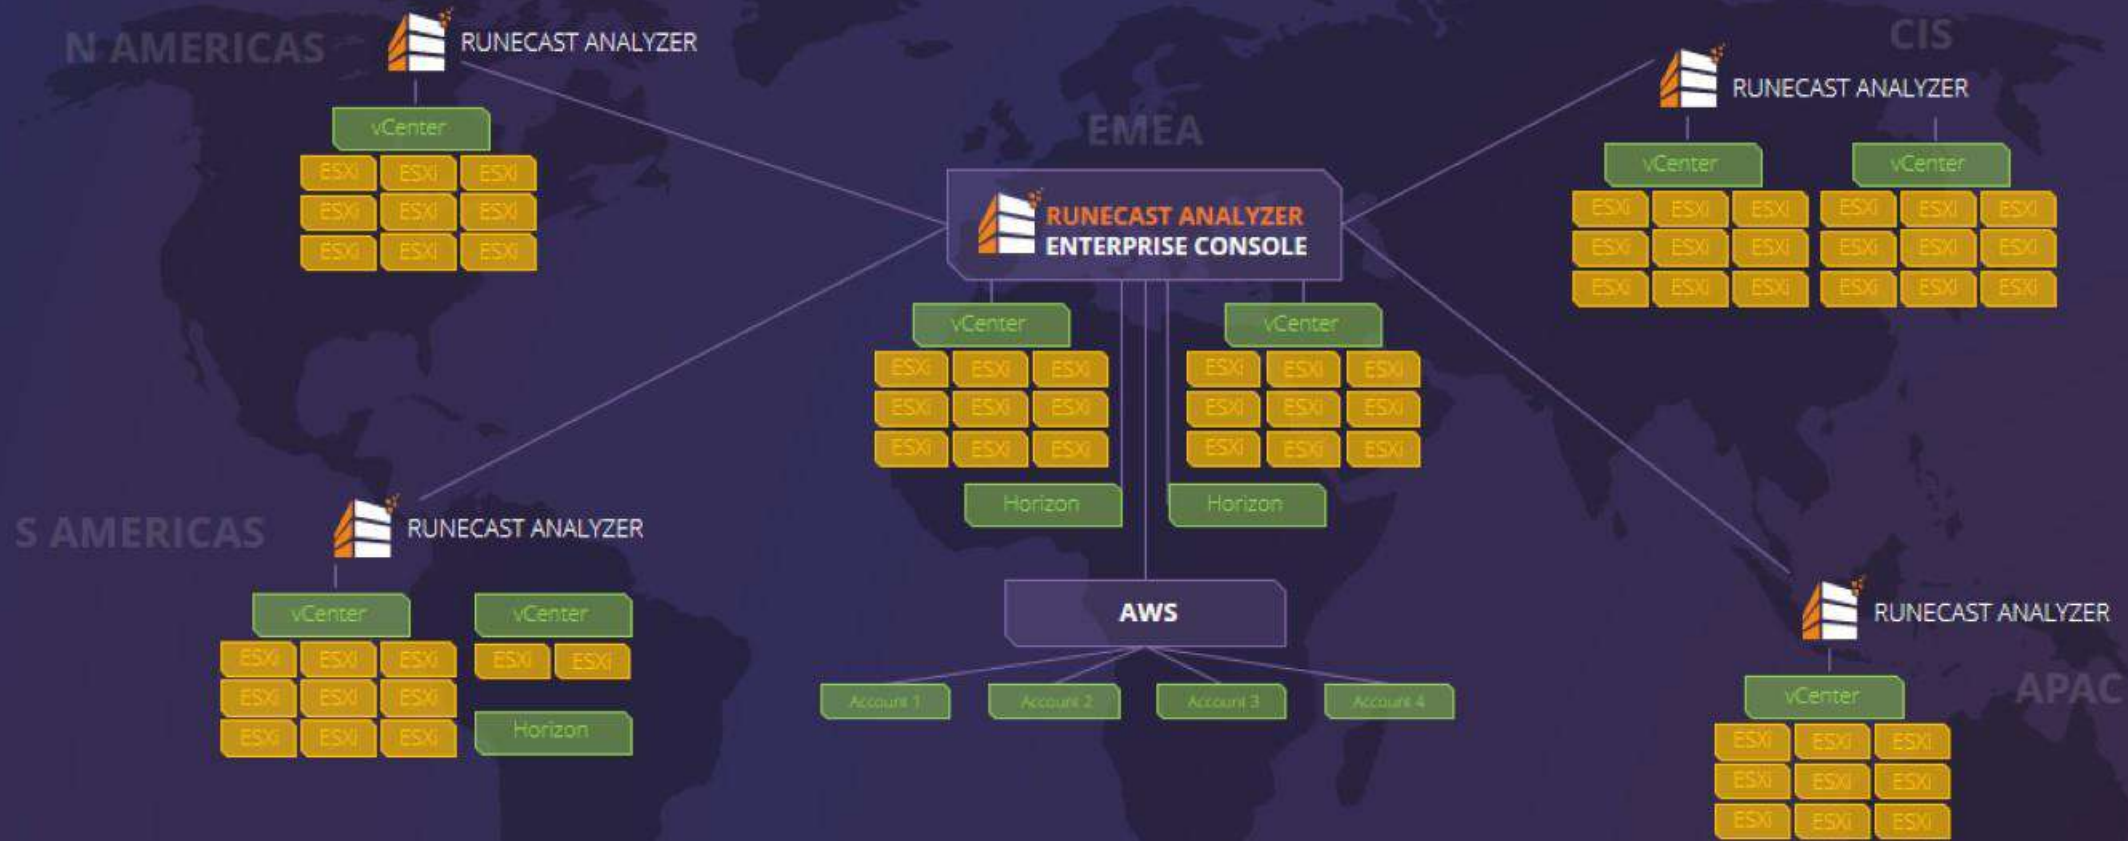 N AMERICAS
RUNECAST ANALYZER
vCenter
ESXi ESXi ESXi
ESXi ESXi ESXi
ESXi ESXi ESXi
CIS
RUNECAST ANALYZER
vCenter vCenter
ESXi ESXi ESXi ESXi ESXi ESXi
ESXi ESXi ESXi ESXi ESXi ESXi
ESXi ESXi ESXi ESXi ESXi ESXi
EMEA
RUNECAST ANALYZER
ENTERPRISE CONSOLE
vCenter vCenter
ESXi ESXi ESXi ESXi ESXi ESXi
ESXi ESXi ESXi ESXi ESXi ESXi
ESXi ESXi ESXi ESXi ESXi ESXi
Horizon Horizon
AWS
Account 1 Account 2 Account 3 Account 4
S AMERICAS
RUNECAST ANALYZER
vCenter vCenter
ESXi ESXi ESXi ESXi ESXi
ESXi ESXi ESXi
ESXi ESXi ESXi Horizon
RUNECAST ANALYZER
APAC
vCenter
ESXi ESXi ESXi
ESXi ESXi ESXi
ESXi ESXi ESXi